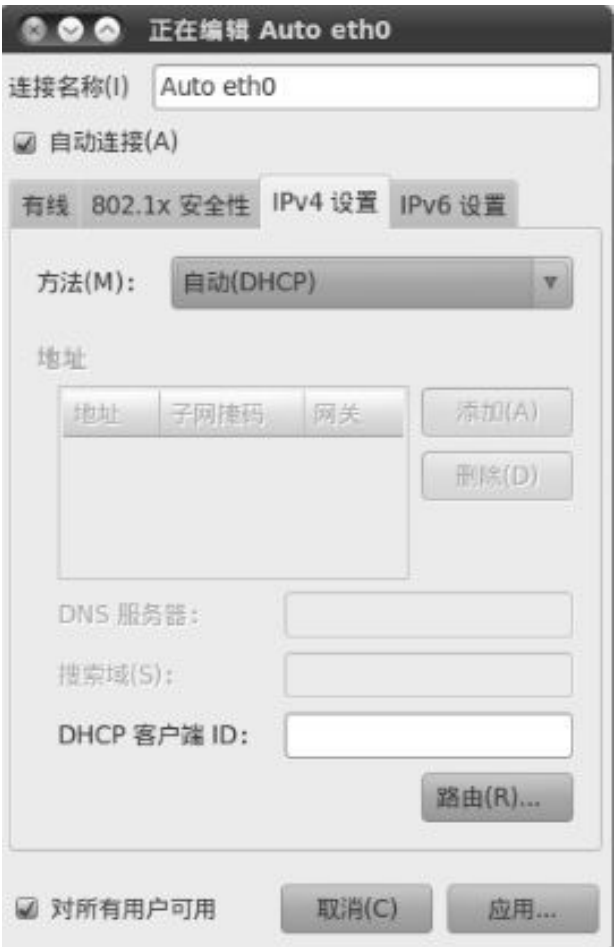 正在编辑 Auto eth0
连接名称(I) Auto eth0
自动连接(A)
有线 802.1x 安全性 IPv4 设置 IPv6 设置
方法(M): 自动(DHCP)
地址
地址 子网掩码 网关 添加(A)
删除(D)
DNS 服务器:
搜索域(S):
DHCP 客户端 ID:
路由(R)...
对所有用户可用 取消(C) 应用...